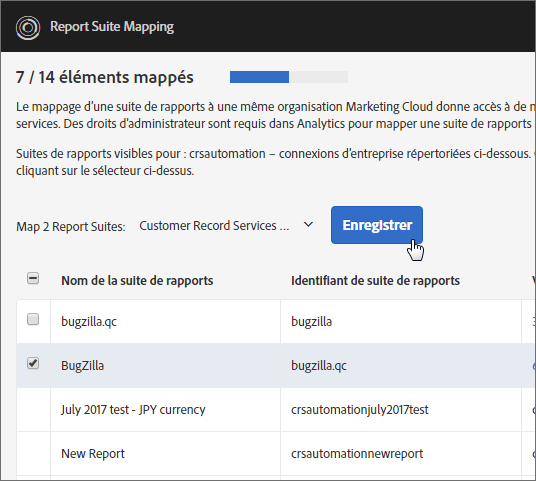 Report Suite Mapping
7 / 14 éléments mappés
Le mappage d'une suite de rapports à une même organisation Marketing Cloud donne accès à de
services. Des droits d'administrateur sont requis dans Analytics pour mapper une suite de rapports
Suites de rapports visibles pour : crsautomation – connexions d'entreprise répertoriées ci-dessous.
cliquant sur le sélecteur ci-dessus.
Map 2 Report Suites: Customer Record Services ... Enregistrer
Nom de la suite de rapports Identifiant de suite de rapports
bugzilla.qc bugzilla
BugZilla bugzilla.qc
July 2017 test - JPY currency crsautomationjuly2017test
New Report crsautomationnewreport